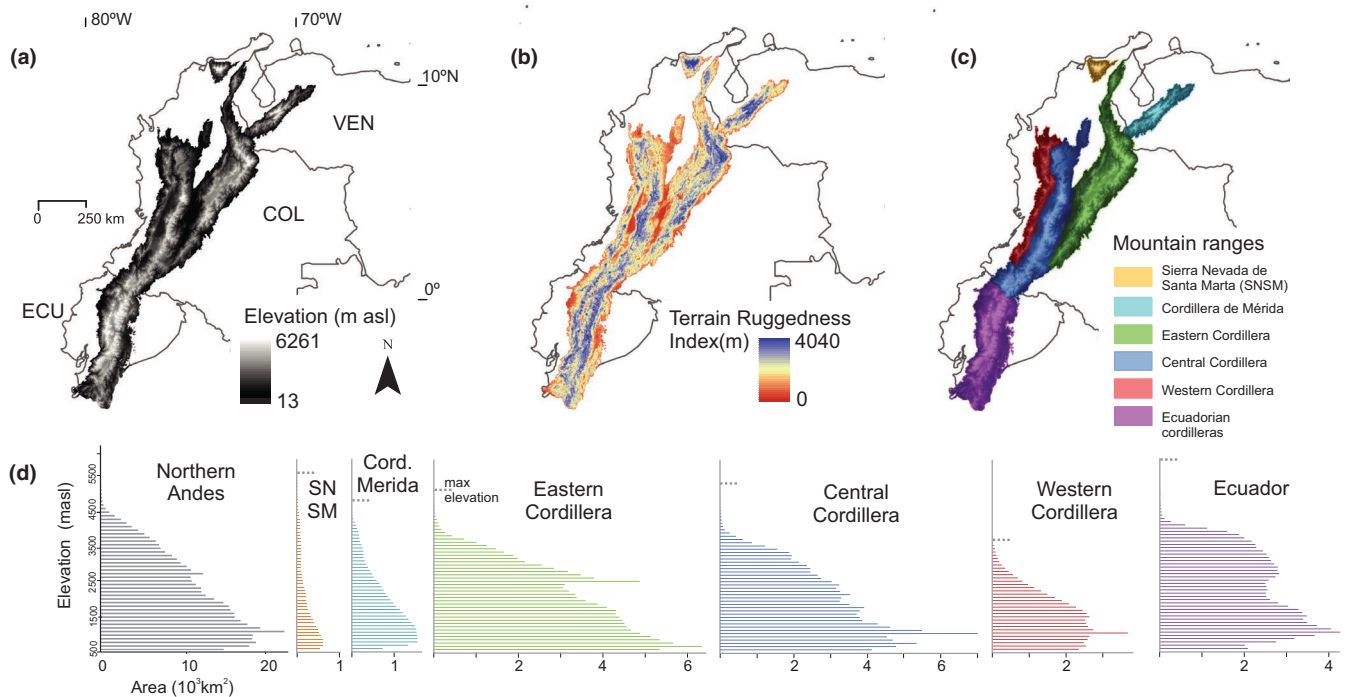 80ºW
70ºW
(a)
10ºN
VEN
COL
0
250 km
0º
ECU
Elevation (m asl)
6261
13
N
(b)
Terrain Ruggedness
Index(m)
4040
0
(c)
Mountain ranges
Sierra Nevada de
Santa Marta (SNSM)
Cordillera de Mérida
Eastern Cordillera
Central Cordillera
Western Cordillera
Ecuadorian
cordilleras
(d)
Elevation (masl)
5500
4500
3500
2500
1500
500
Northern
Andes
0
10
20
Area (10³km²)
SN
SM
1
Cord.
Merida
1
max
elevation
Eastern
Cordillera
2
4
6
Central
Cordillera
0
2
4
6
Western
Cordillera
2
Ecuador
2
4